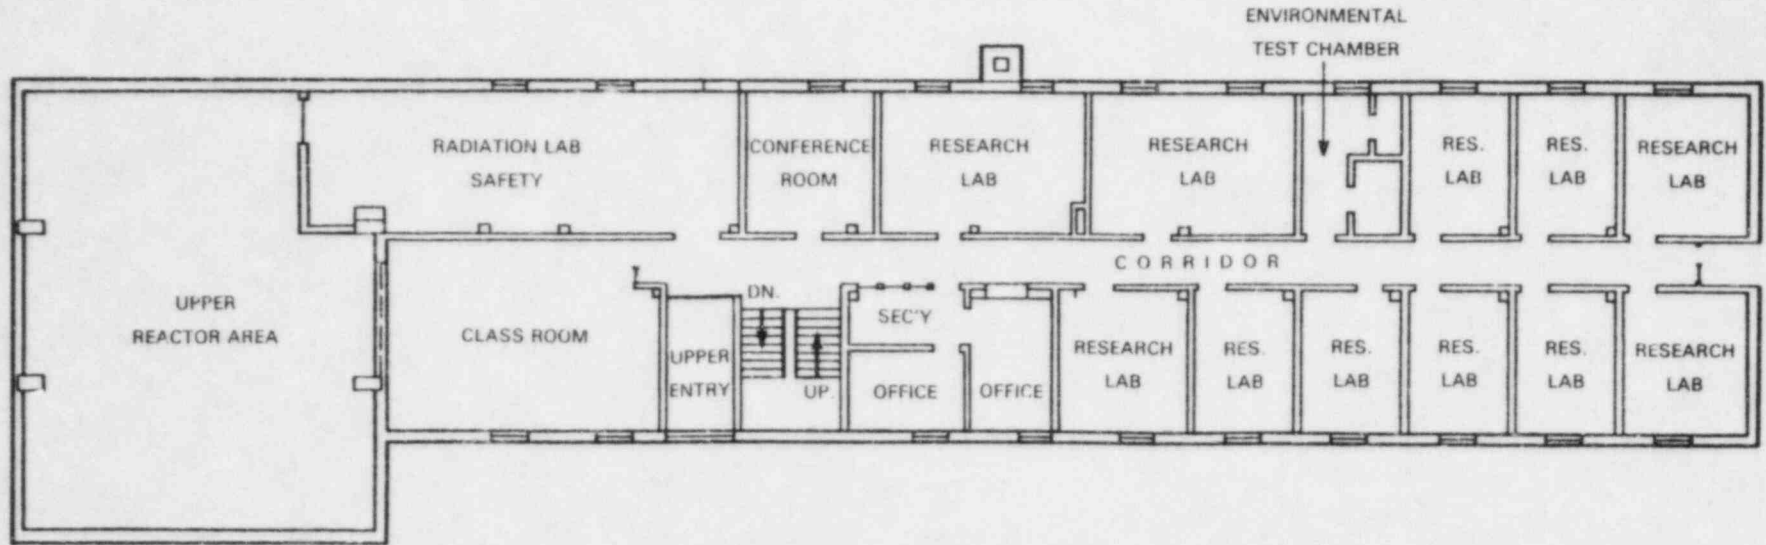 ENVIRONMENTAL
TEST CHAMBER
RADIATION LAB
SAFETY
CONFERENCE
ROOM
RESEARCH
LAB
RESEARCH
LAB
RES.
LAB
RES.
LAB
RESEARCH
LAB
CORRIDOR
UPPER
REACTOR AREA
CLASS ROOM
UPPER
ENTRY
DN.
UP.
SEC'Y
OFFICE
OFFICE
RESEARCH
LAB
RES.
LAB
RES.
LAB
RES.
LAB
RES.
LAB
RESEARCH
LAB